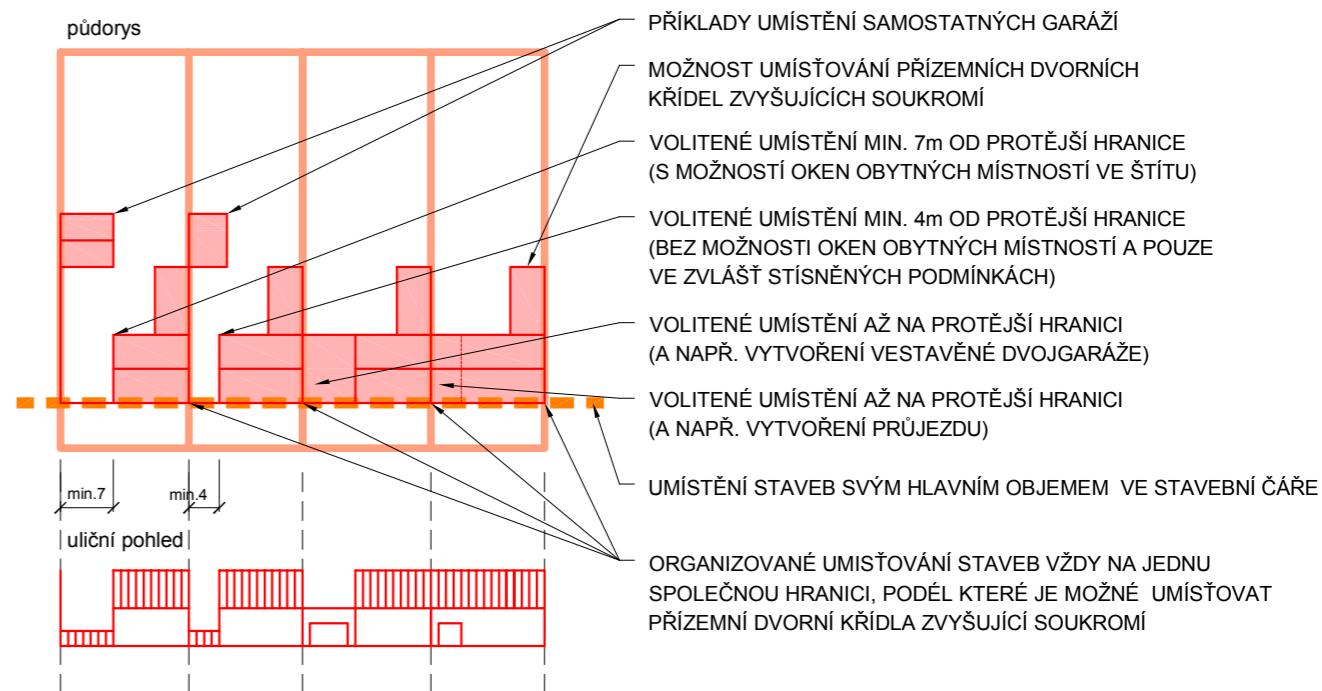 půdorys
PŘÍKLADY UMÍSTĚNÍ SAMOSTATNÝCH GARÁŽÍ
MOŽNOST UMÍSŤOVÁNÍ PŘÍZEMNÍCH DVORNÍCH
KŘÍDEL ZVYŠUJÍCÍCH SOUKROMÍ
VOLITENÉ UMÍSTĚNÍ MIN. 7m OD PROTĚJŠÍ HRANICE
(S MOŽNOSTÍ OKEN OBYTNÝCH MÍSTNOSTÍ VE ŠTÍTU)
VOLITENÉ UMÍSTĚNÍ MIN. 4m OD PROTĚJŠÍ HRANICE
(BEZ MOŽNOSTI OKEN OBYTNÝCH MÍSTNOSTÍ A POUZE
VE ZVLÁŠŤ STÍSNĚNÝCH PODMÍNKÁCH)
VOLITENÉ UMÍSTĚNÍ AŽ NA PROTĚJŠÍ HRANICI
(A NAPŘ. VYTVOŘENÍ VESTAVĚNÉ DVOJGARÁŽE)
VOLITENÉ UMÍSTĚNÍ AŽ NA PROTĚJŠÍ HRANICI
(A NAPŘ. VYTVOŘENÍ PRŮJEZDU)
UMÍSTĚNÍ STAVEB SVÝM HLAVNÍM OBJEMEM VE STAVEBNÍ ČÁŘE
min.7
min.4
uliční pohled
ORGANIZOVANÉ UMISŤOVÁNÍ STAVEB VŽDY NA JEDNU
SPOLEČNOU HRANICI, PODÉL KTERÉ JE MOŽNÉ UMÍSŤOVAT
PŘÍZEMNÍ DVORNÍ KŘÍDLA ZVYŠUJÍCÍ SOUKROMÍ